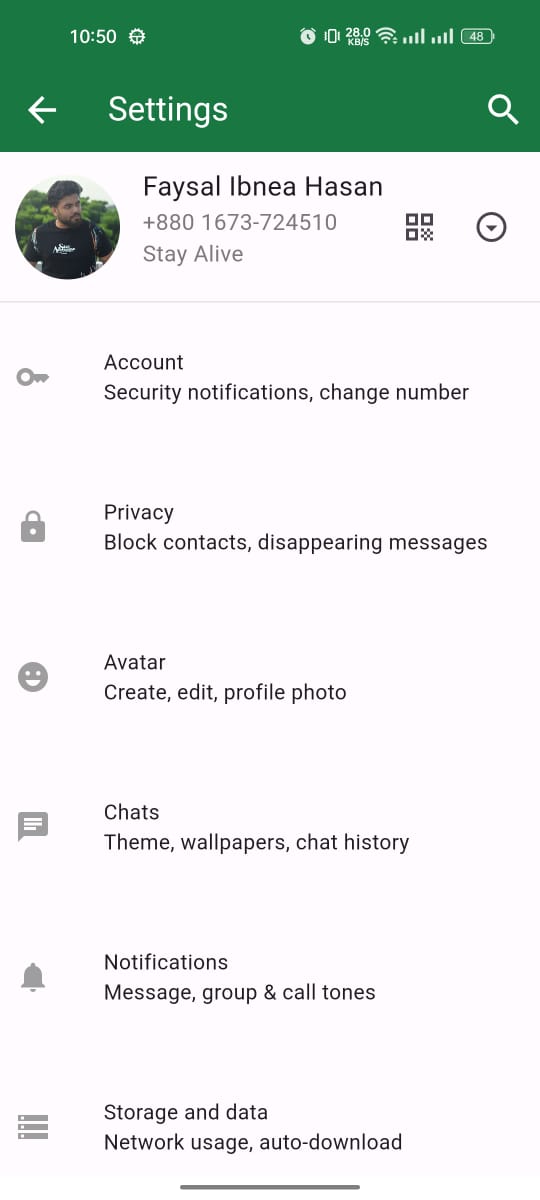 10:50
28.0
KB/S
48
Settings
Faysal Ibnea Hasan
+880 1673-724510
Stay Alive
Account
Security notifications, change number
Privacy
Block contacts, disappearing messages
Avatar
Create, edit, profile photo
Chats
Theme, wallpapers, chat history
Notifications
Message, group & call tones
Storage and data
Network usage, auto-download